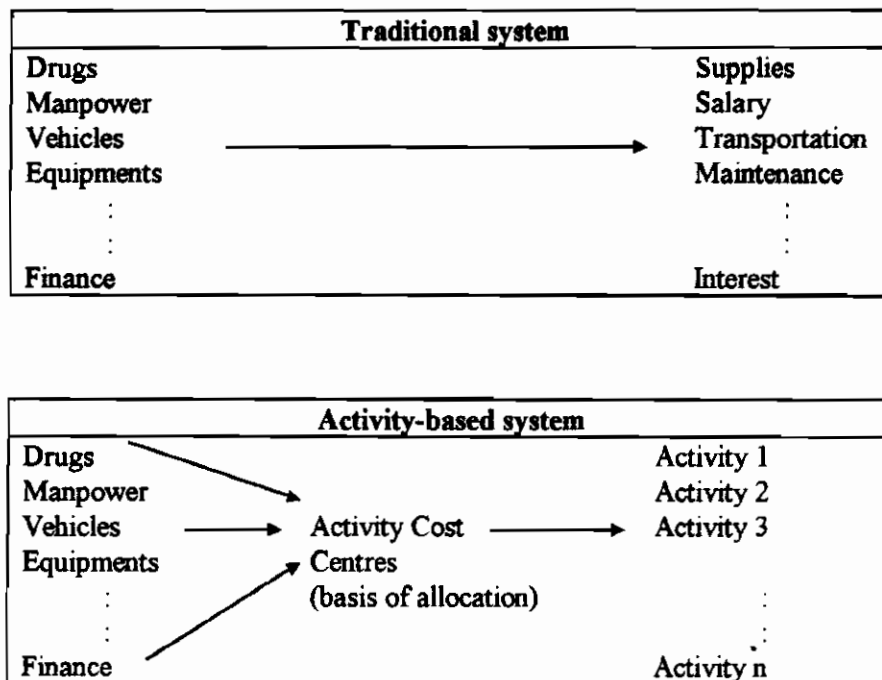 Traditional system
Drugs Supplies
Manpower Salary
Vehicles Transportation
Equipments Maintenance
: :
: :
Finance Interest
Activity-based system
Drugs Activity 1
Manpower Activity 2
Vehicles Activity Cost Activity 3
Equipments Centres
: (basis of allocation) :
: :
Finance Activity n